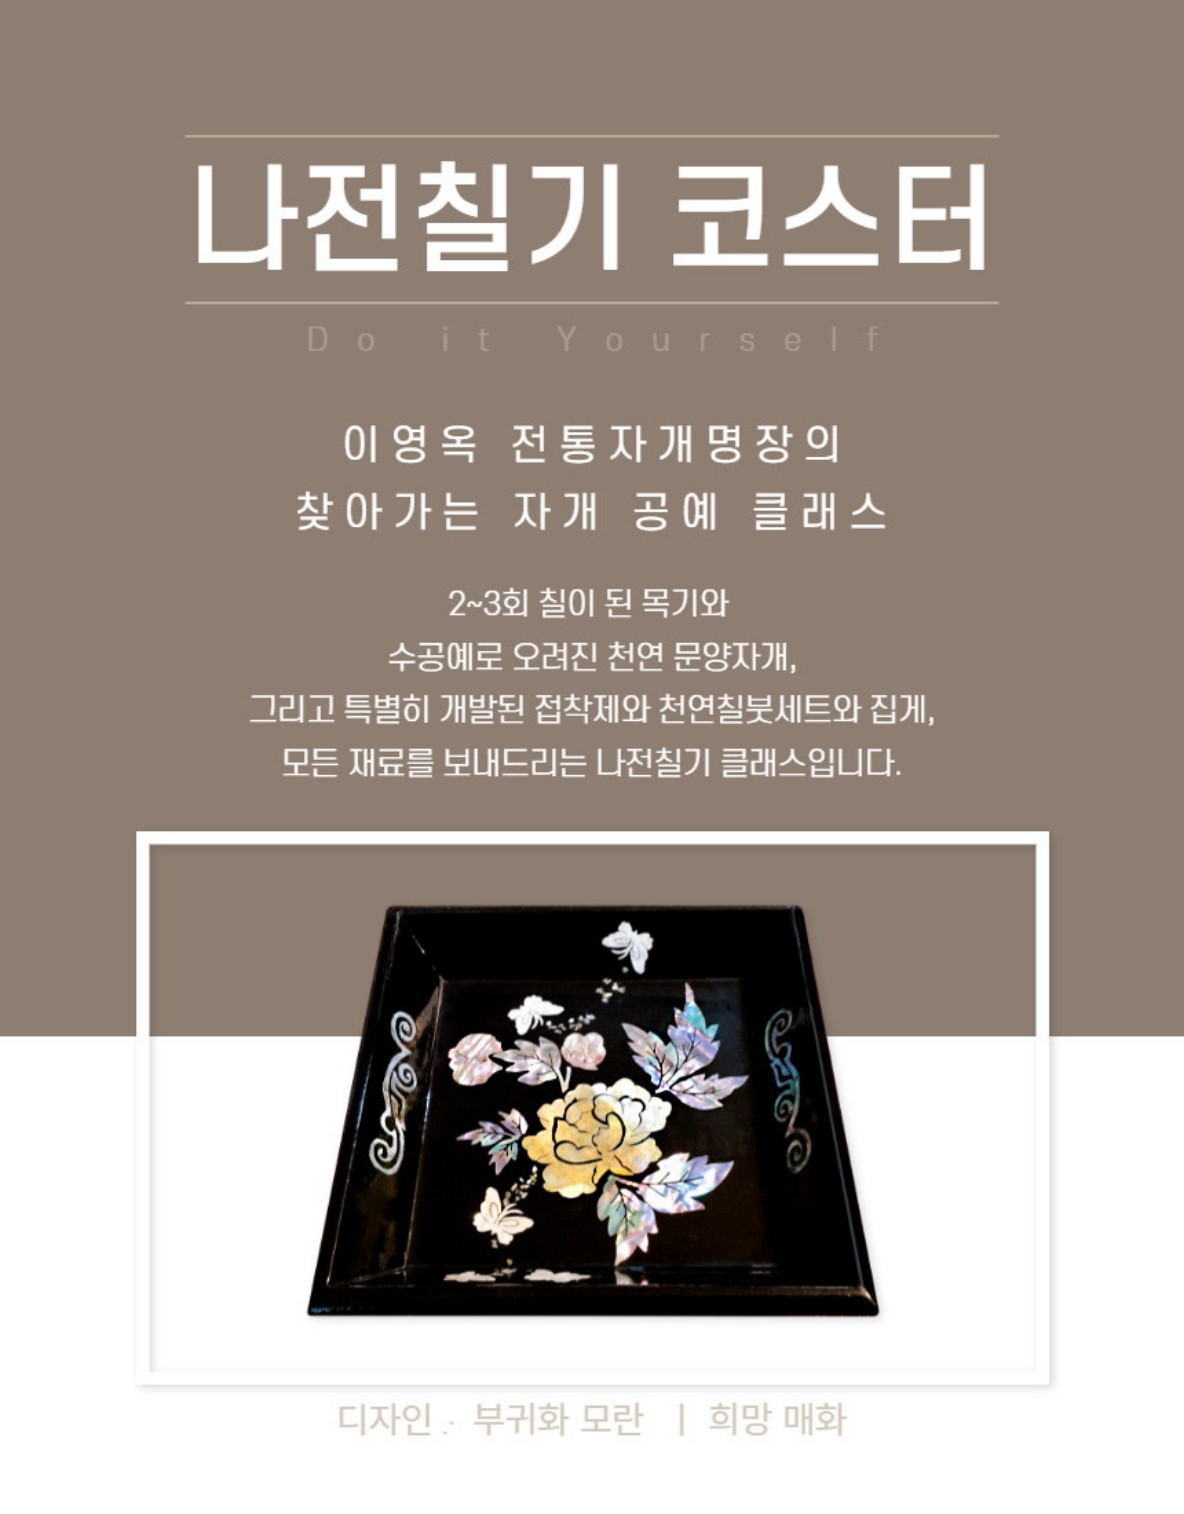 나전칠기 코스터
Do it Yourself
이영옥 전통자개명장의
찾아가는 자개 공예 클래스
2~3회 칠이 된 목기와
수공예로 오려진 천연 문양자개,
그리고 특별히 개발된 접착제와 천연칠붓세트와 집게,
모든 재료를 보내드리는 나전칠기 클래스입니다.
디자인 : 부귀화 모란 | 희망 매화